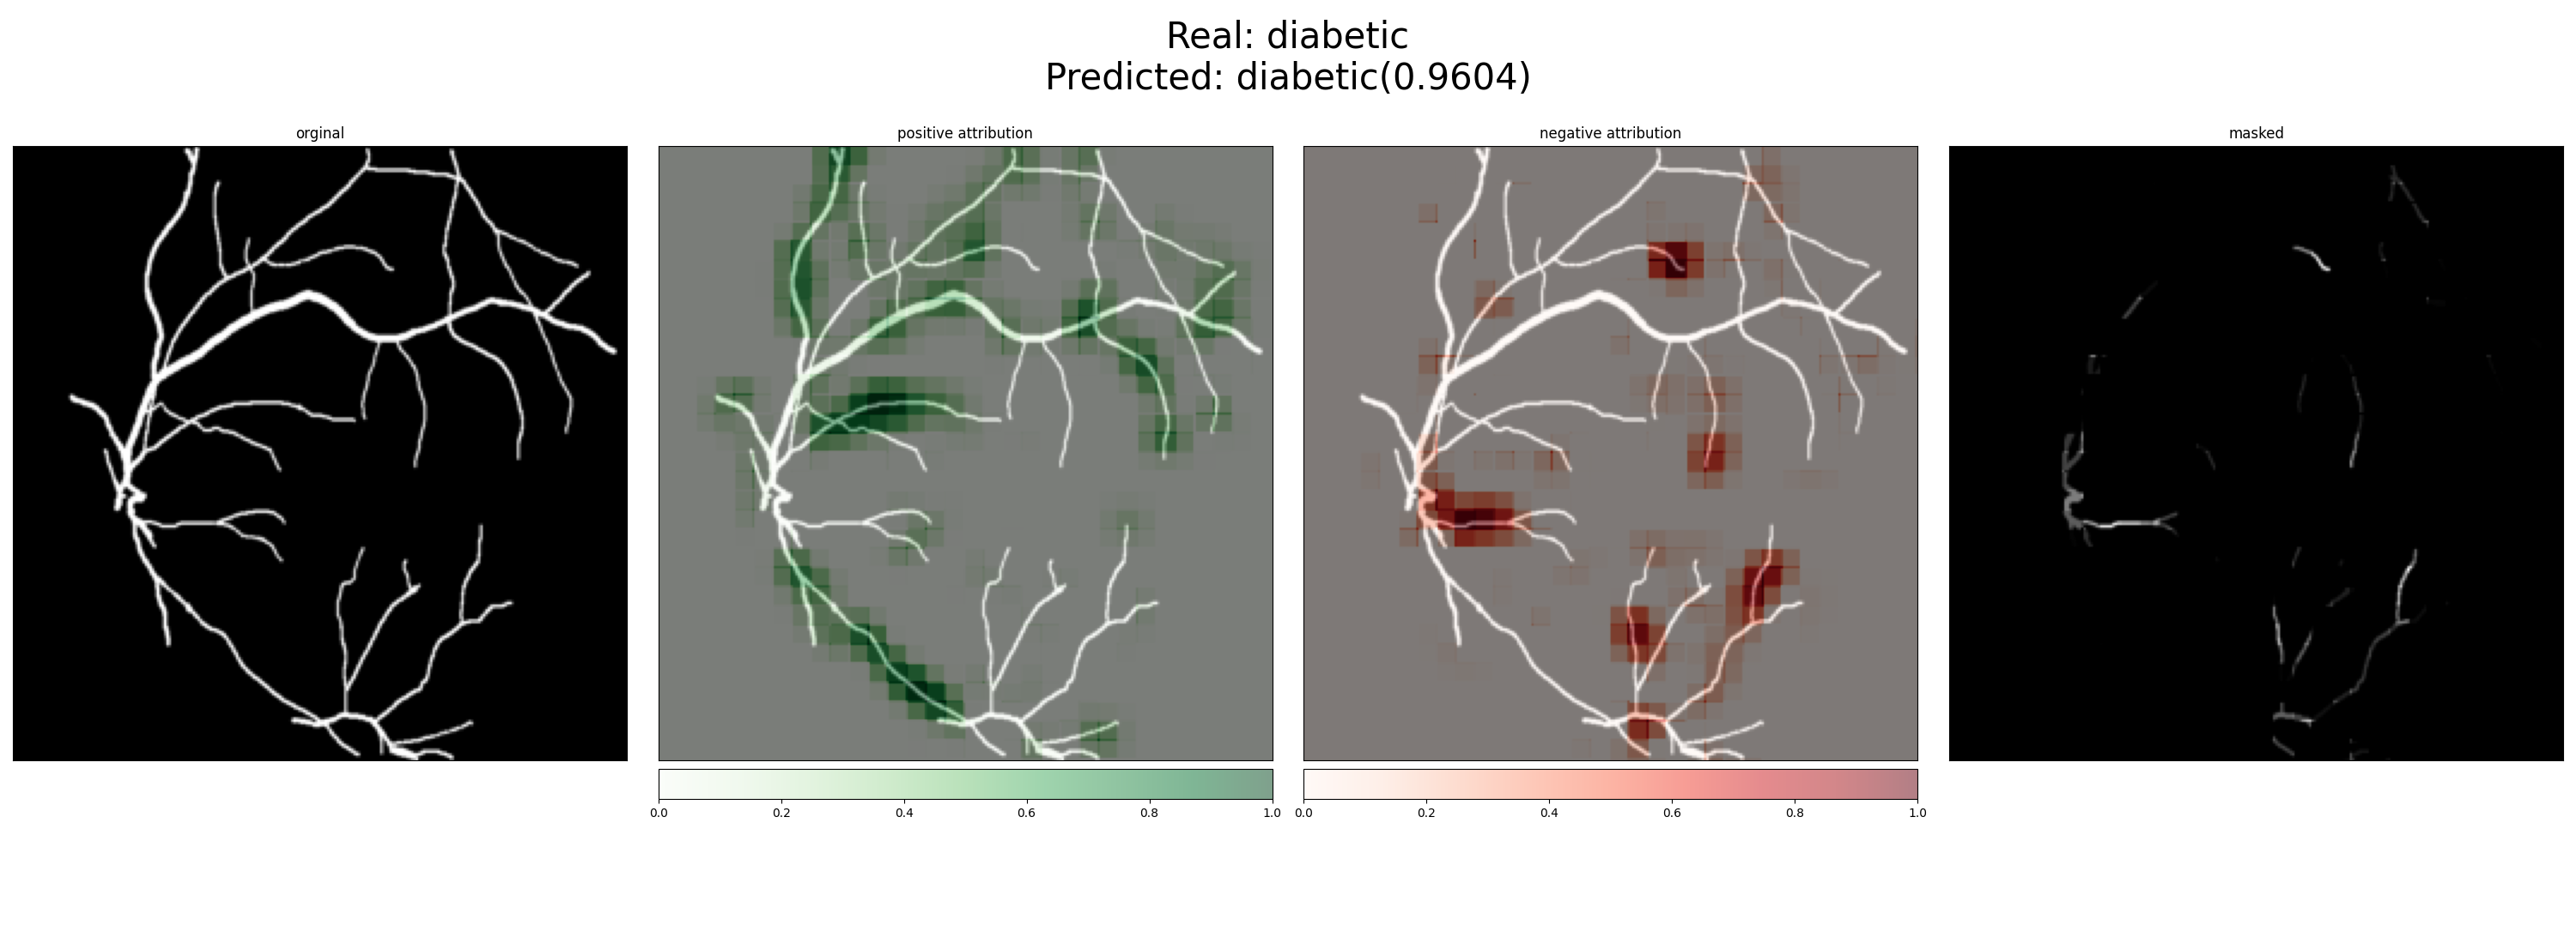 Real: diabetic
Predicted: diabetic(0.9604)
orginal
positive attribution
negative attribution
masked
0.0 0.2 0.4 0.6 0.8 1.0
0.0 0.2 0.4 0.6 0.8 1.0